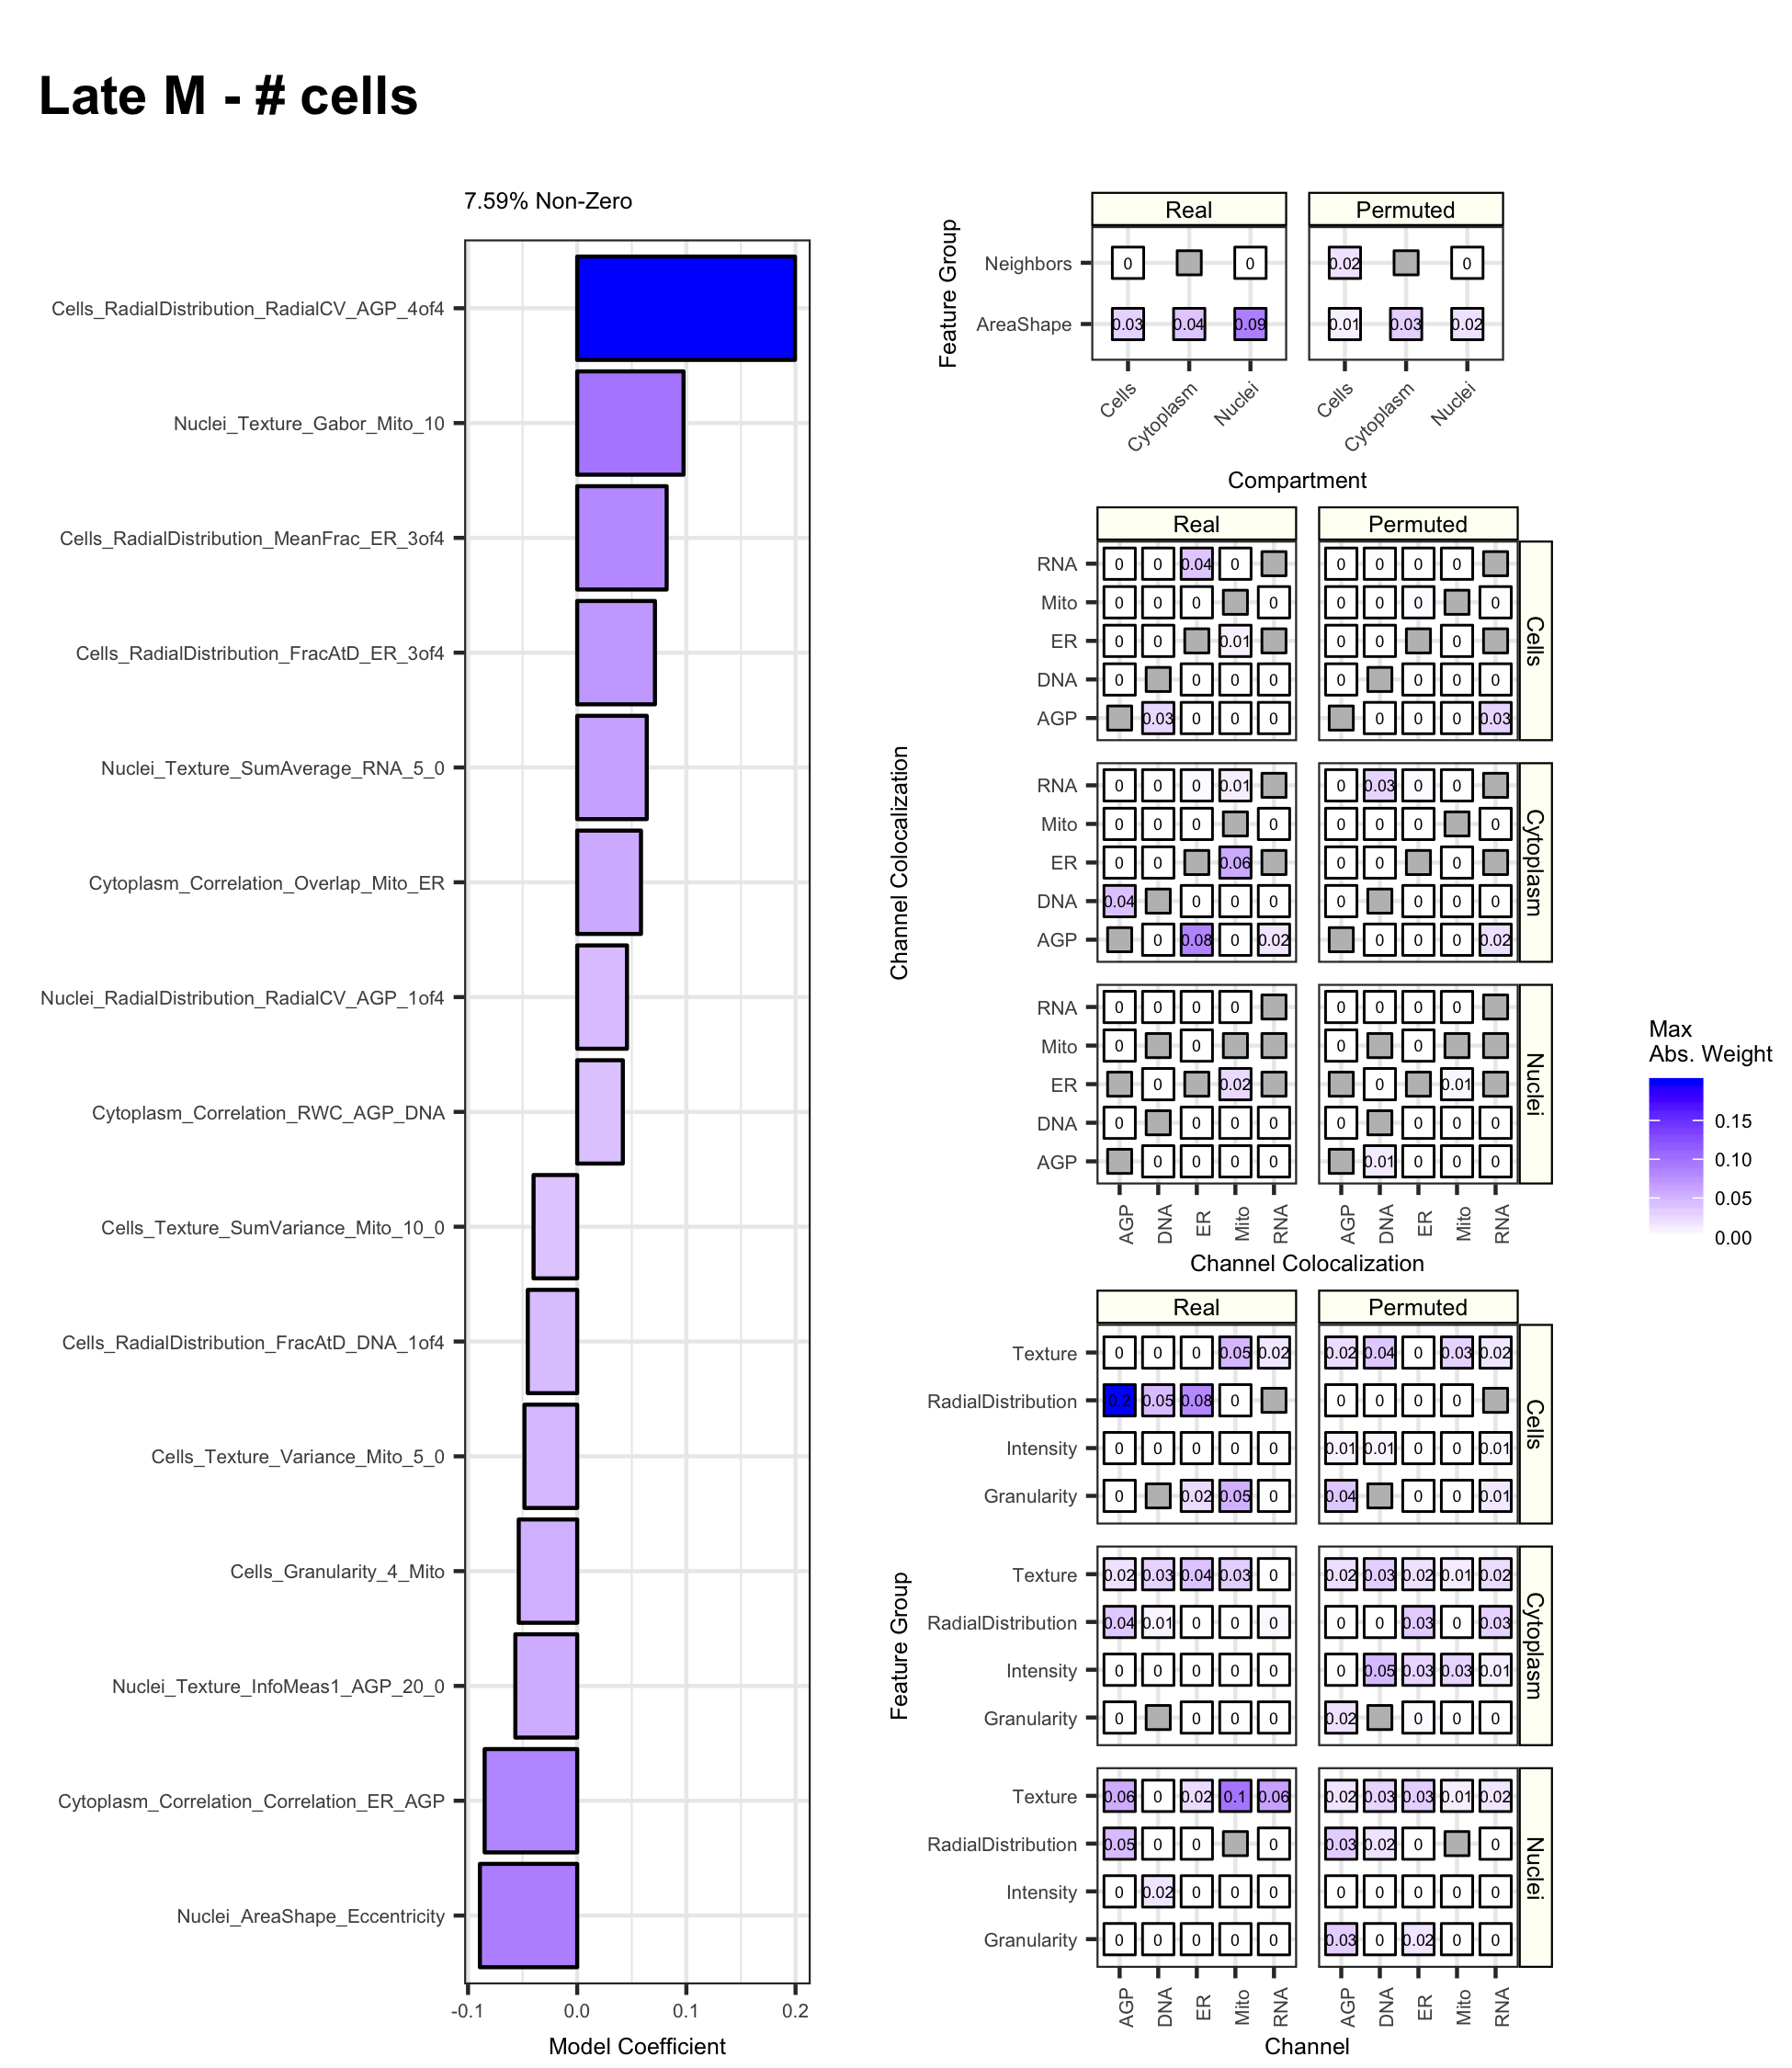 Late M - # cells
7.59% Non-Zero
Cells_RadialDistribution_RadialCV_AGP_4of4
Nuclei_Texture_Gabor_Mito_10
Cells_RadialDistribution_MeanFrac_ER_3of4
Cells_RadialDistribution_FracAtD_ER_3of4
Nuclei_Texture_SumAverage_RNA_5_0
Cytoplasm_Correlation_Overlap_Mito_ER
Nuclei_RadialDistribution_RadialCV_AGP_1of4
Cytoplasm_Correlation_RWC_AGP_DNA
Cells_Texture_SumVariance_Mito_10_0
Cells_RadialDistribution_FracAtD_DNA_1of4
Cells_Texture_Variance_Mito_5_0
Cells_Granularity_4_Mito
Nuclei_Texture_InfoMeas1_AGP_20_0
Cytoplasm_Correlation_Correlation_ER_AGP
Nuclei_AreaShape_Eccentricity
-0.1 0.0 0.1 0.2
Model Coefficient
Real Permuted
Feature Group
Neighbors 0 0 0.02 0
AreaShape 0.03 0.04 0.09 0.01 0.03 0.02
Cells Cytoplasm Nuclei Cells Cytoplasm Nuclei
Compartment
Real Permuted
Channel Colocalization
RNA 0 0 0.04 0 0 0 0 0
Mito 0 0 0 0 0 0 0 0
ER 0 0 0.01 0 0 0
DNA 0 0 0 0 0 0 0 0
AGP 0.03 0 0 0 0 0 0 0.03
Cells
RNA 0 0 0 0.01 0 0.03 0 0
Mito 0 0 0 0 0 0 0 0
ER 0 0 0.06 0 0 0
DNA 0.04 0 0 0 0 0 0 0
AGP 0 0.08 0 0.02 0 0 0 0.02
Cytoplasm
RNA 0 0 0 0 0 0 0 0
Mito 0 0 0 0
ER 0 0.02 0 0.01
DNA 0 0 0 0 0 0 0 0
AGP 0 0 0 0 0.01 0 0 0
Nuclei
AGP DNA ER Mito RNA AGP DNA ER Mito RNA
Channel Colocalization
Real Permuted
Feature Group
Texture 0 0 0 0.05 0.02 0.02 0.04 0 0.03 0.02
RadialDistribution 0.2 0.05 0.08 0 0 0 0 0
Intensity 0 0 0 0 0 0.01 0.01 0 0 0.01
Granularity 0 0.02 0.05 0 0.04 0 0 0.01
Cells
Texture 0.02 0.03 0.04 0.03 0 0.02 0.03 0.02 0.01 0.02
RadialDistribution 0.04 0.01 0 0 0 0 0 0.03 0 0.03
Intensity 0 0 0 0 0 0 0.05 0.03 0.03 0.01
Granularity 0 0 0 0 0.02 0 0 0
Cytoplasm
Texture 0.06 0 0.02 0.1 0.06 0.02 0.03 0.03 0.01 0.02
RadialDistribution 0.05 0 0 0 0.03 0.02 0 0
Intensity 0 0.02 0 0 0 0 0 0 0 0
Granularity 0 0 0 0 0 0.03 0 0.02 0 0
Nuclei
AGP DNA ER Mito RNA AGP DNA ER Mito RNA
Channel
Max
Abs. Weight
0.15
0.10
0.05
0.00